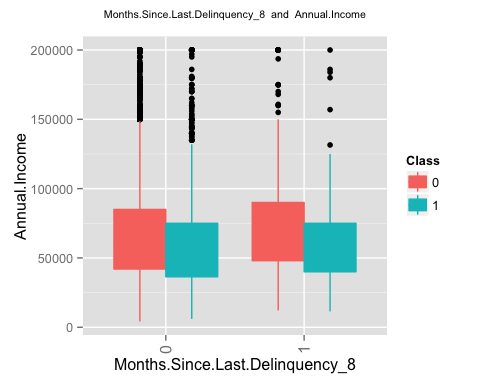 Months.Since.Last.Delinquency_8 and Annual.Income
200000
150000
100000
50000
0
Annual.Income
0
1
Months.Since.Last.Delinquency_8
Class
0
1